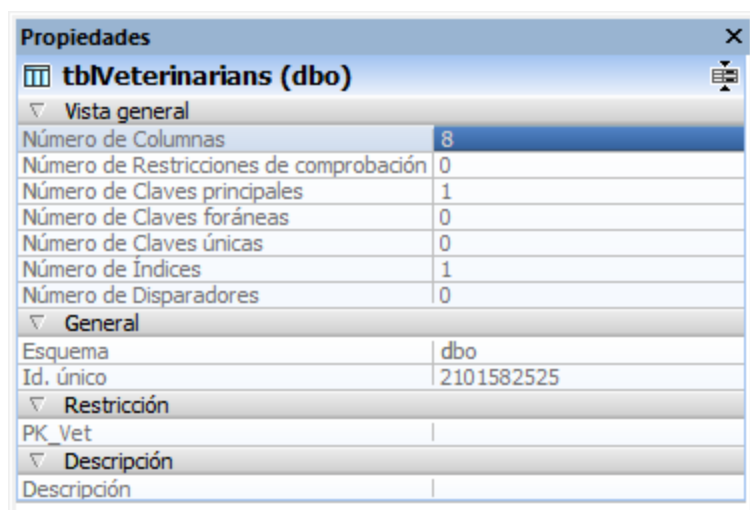 Propiedades
tblVeterinarians (dbo)
Vista general
Número de Columnas 8
Número de Restricciones de comprobación 0
Número de Claves principales 1
Número de Claves foráneas 0
Número de Claves únicas 0
Número de Índices 1
Número de Disparadores 0
General
Esquema dbo
Id. único 2101582525
Restricción
PK_Vet
Descripción
Descripción